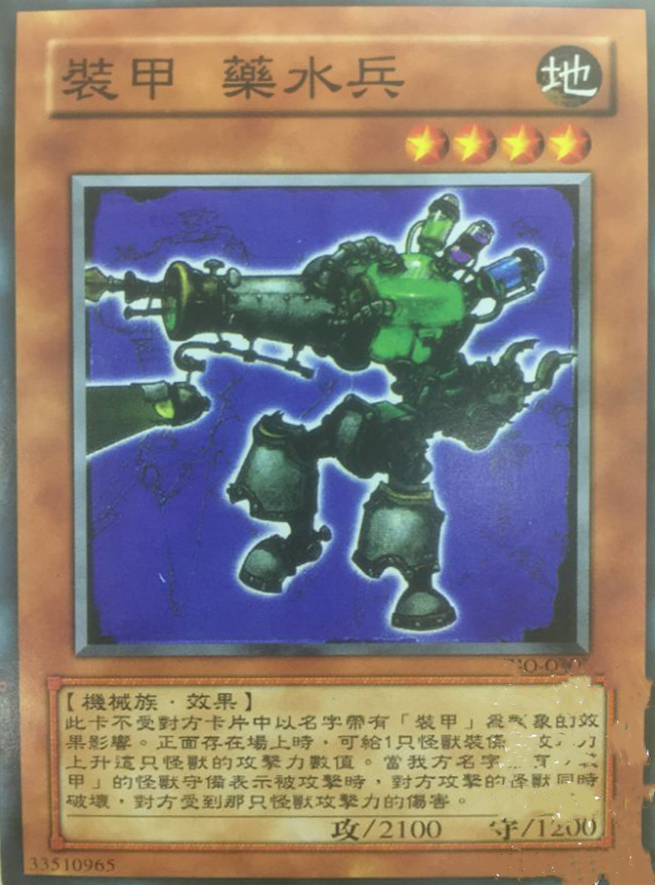 裝甲 藥水兵
地
【機械族·效果】
此卡不受對方卡片中以名字帶有「裝甲」為對象的效
果影響。正面存在場上時，可給1只怪獸裝備
上升這只怪獸的攻擊力數值。當我方名字
甲」的怪獸守備表示被攻擊時，對方攻擊的怪獸同時
破壞，對方受到那只怪獸攻擊力的傷害。
攻/2100 守/1200
33510965